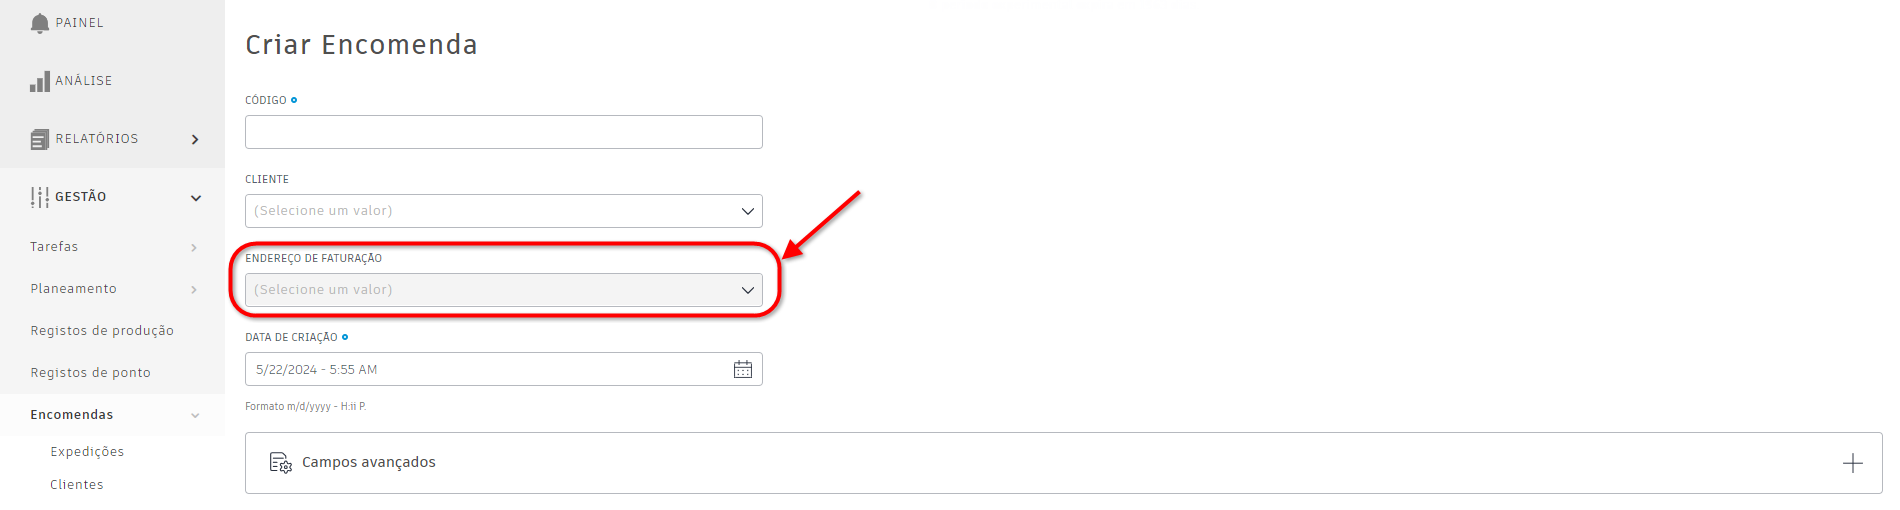 PAINEL
ANÁLISE
RELATÓRIOS
GESTÃO
Tarefas
Planeamento
Registos de produção
Registos de ponto
Encomendas
Expedições
Clientes
Criar Encomenda
CÓDIGO
CLIENTE
(Selecione um valor)
ENDEREÇO DE FATURAÇÃO
(Selecione um valor)
DATA DE CRIAÇÃO
5/22/2024 - 5:55 AM
Formato m/d/yyyy - H:ii P.
Campos avançados